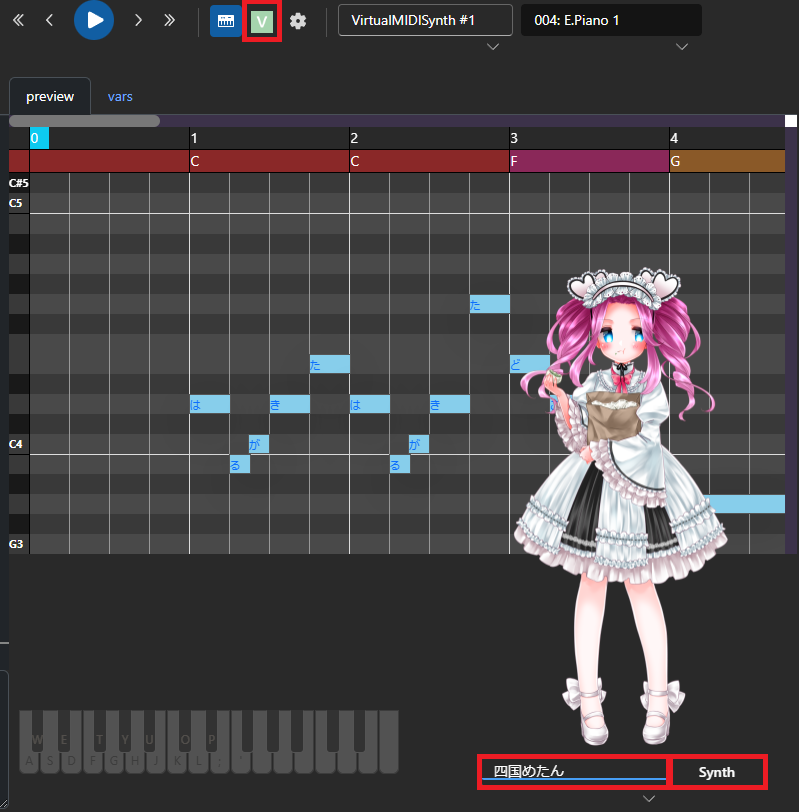 V VirtualMIDISynth #1 004: E.Piano 1
preview vars
0 1 2 3 4
C C F G
C#5
C5
た
た ど
は き は き
C4 が が
る る
G3
W E T Y U O P
A S D F G H J K L ; '
四国めたん Synth